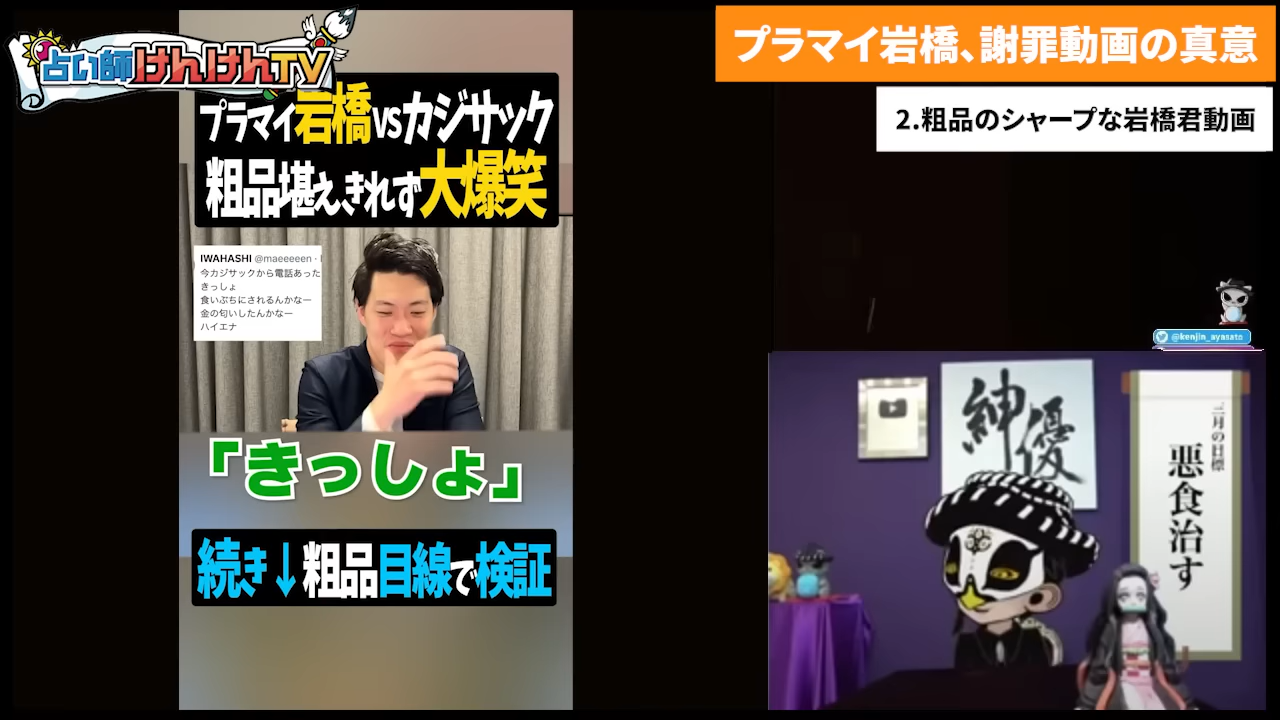 占い師けんけんTV
プラマイ岩橋、謝罪動画の真意
2.粗品のシャープな岩橋君動画
プラマイ岩橋vsカジサック
粗品堪え、きれず大爆笑
IWAHASHI @maeeeeen ·
今カジサックから電話あった
きっしょ
食いぶちにされるんかなー
金の匂いしたんかなー
ハイエナ
「きっしょ」
続き↓粗品目線で検証
@kenjin_ayasato
紳優
二月の目標
悪食治す